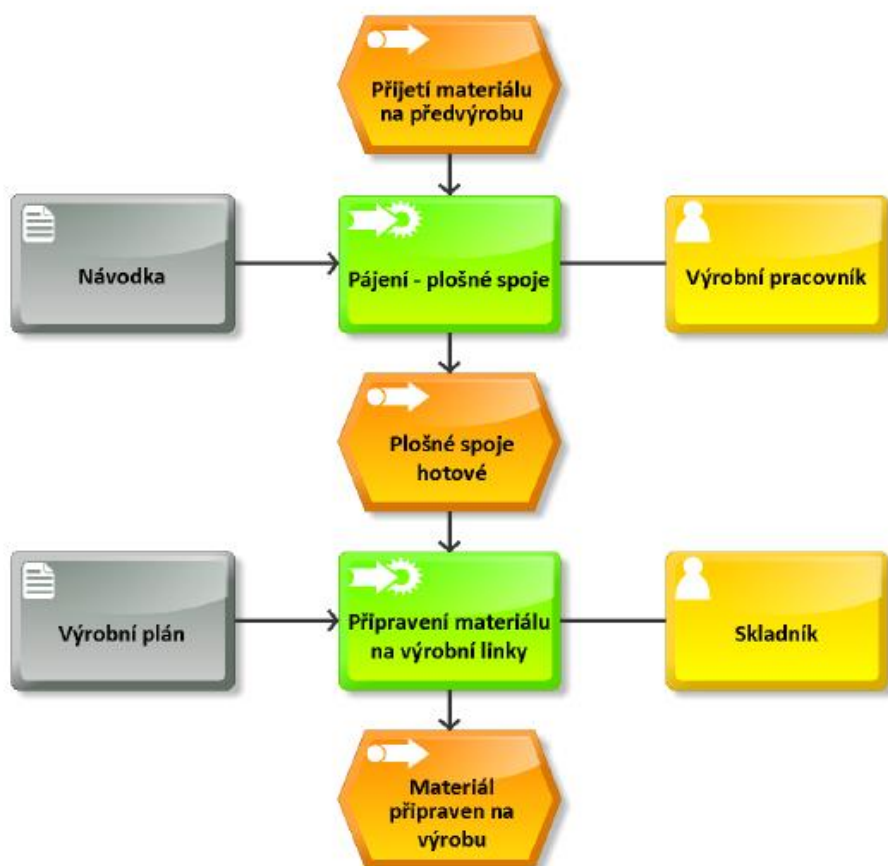 Přijetí materiálu
na předvýrobu
Návodka
Pájení - plošné spoje
Výrobní pracovník
Plošné spoje
hotové
Výrobní plán
Připravení materiálu
na výrobní linky
Skladník
Materiál
připraven na
výrobu